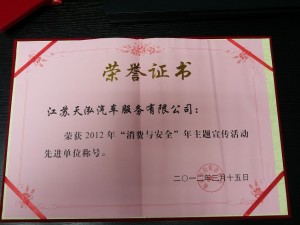 荣誉证书
江苏天泓汽车服务有限公司：
荣获2012年“消费与安全”年主题宣传活动
先进单位称号。
二〇一二年三月十五日